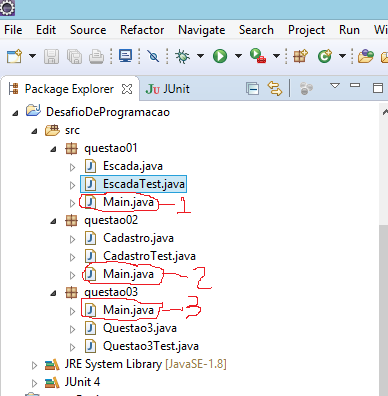 File Edit Source Refactor Navigate Search Project Run
Package Explorer JUnit
DesafioDeProgramacao
src
questao01
Escada.java
EscadaTest.java
Main.java 1
questao02
Cadastro.java
CadastroTest.java
Main.java 2
questao03
Main.java 3
Questao3.java
Questao3Test.java
JRE System Library [JavaSE-1.8]
JUnit 4